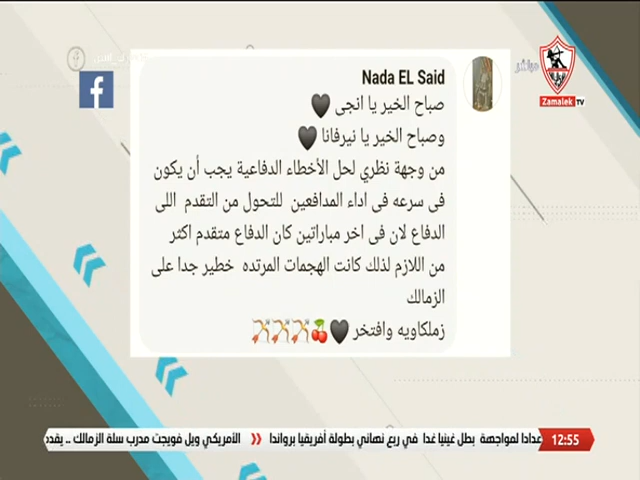 مباشر
Zamalek TV
Nada EL Said
صباح الخير يا انجى 🖤
وصباح الخير يا نيرفانا 🖤
من وجهة نظري لحل الأخطاء الدفاعية يجب أن يكون
فى سرعه فى اداء المدافعين للتحول من التقدم اللى
الدفاع لان فى اخر مباراتين كان الدفاع متقدم اكثر
من اللازم لذلك كانت الهجمات المرتده خطير جدا على
الزمالك
زملكاويه وافتخر 🖤🍒🏹🏹🏹
12:55
عدادا لمواجهة بطل غينيا غدا في ربع نهائي بطولة أفريقيا برواندا
الأمريكي ويل فويجت مدرب سلة الزمالك .. يقدد